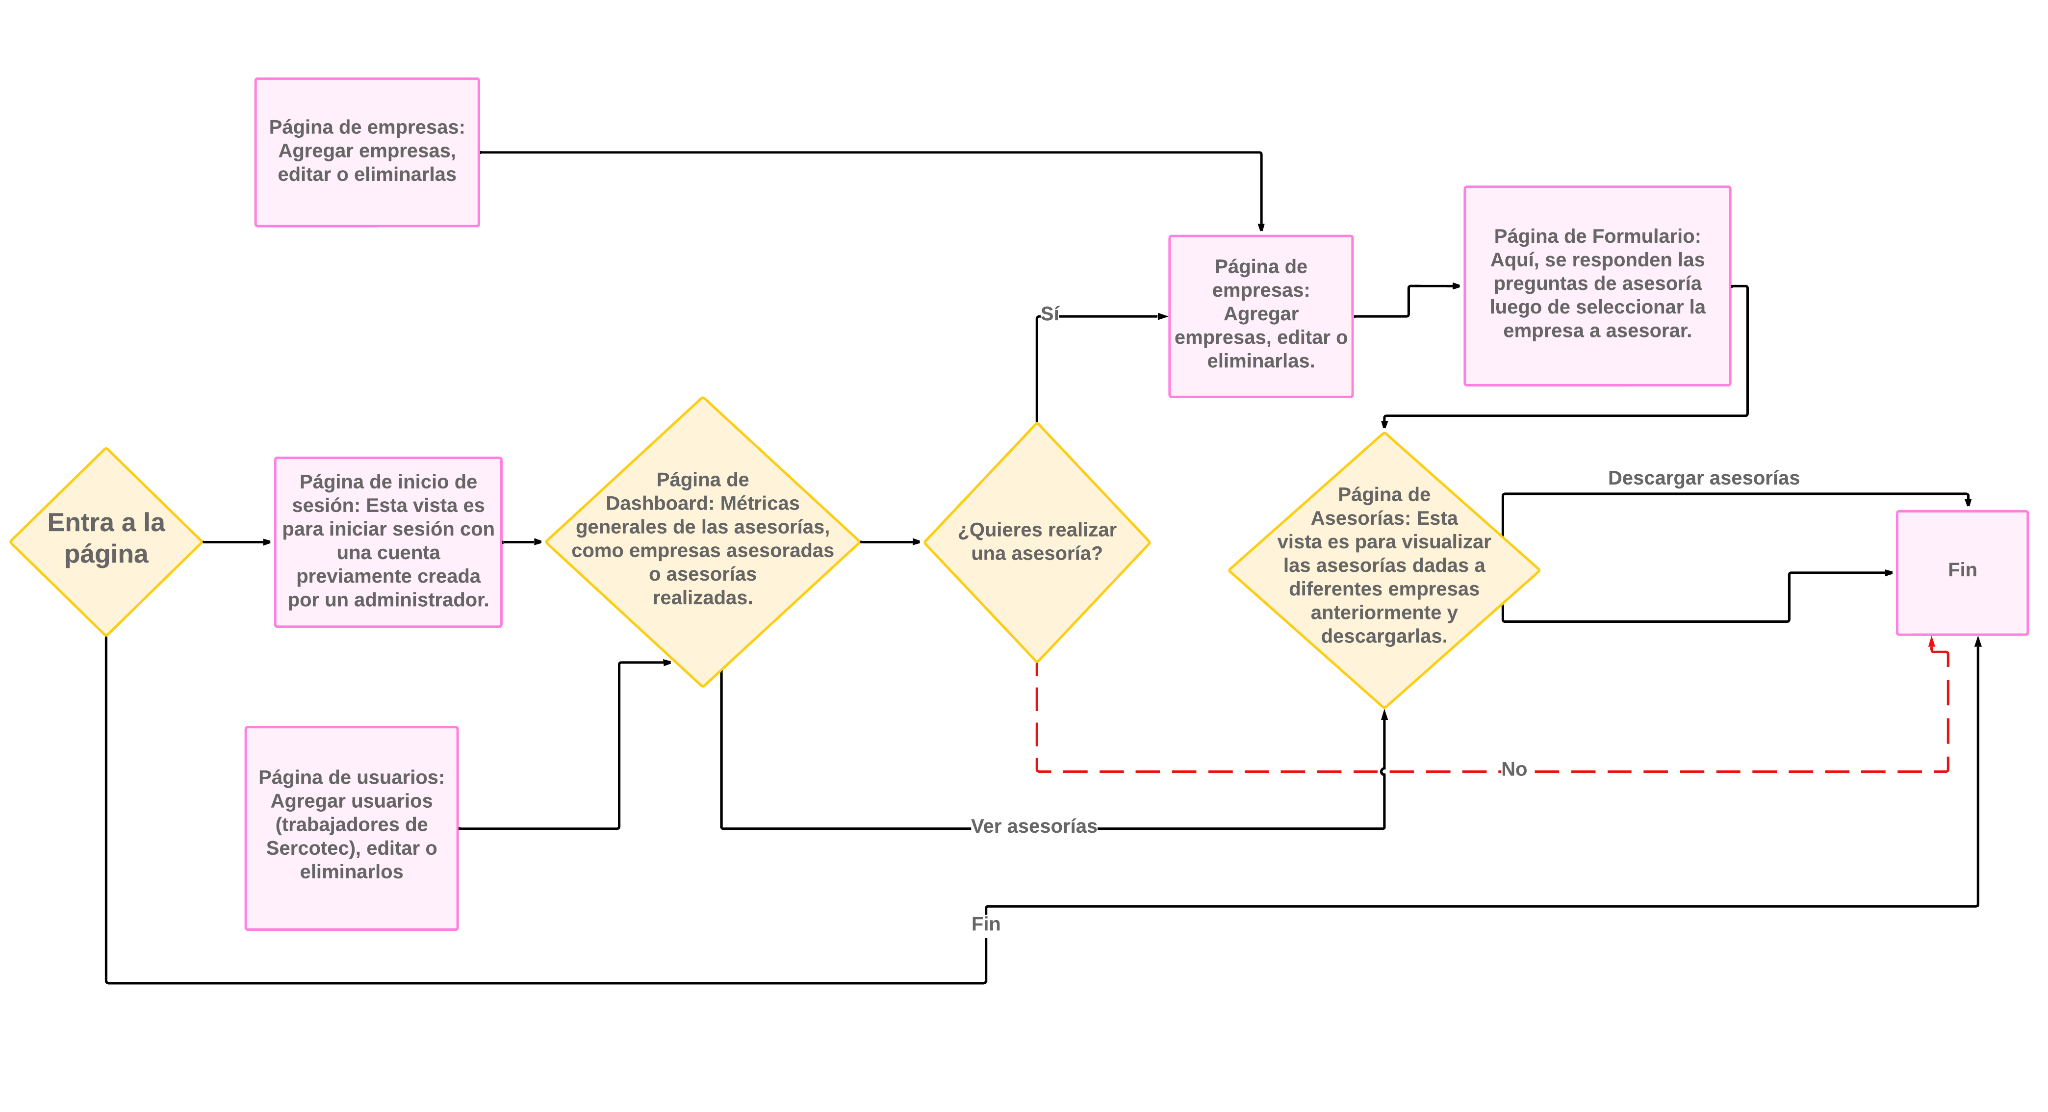 Página de empresas:
Agregar empresas,
editar o eliminarlas
Página de
empresas:
Agregar
empresas, editar o
eliminarlas.
Página de Formulario:
Aquí, se responden las
preguntas de asesoría
luego de seleccionar la
empresa a asesorar.
Sí
Entra a la
página
Página de inicio de
sesión: Esta vista es
para iniciar sesión con
una cuenta
previamente creada
por un administrador.
Página de
Dashboard: Métricas
generales de las asesorías,
como empresas asesoradas
o asesorías
realizadas.
¿Quieres realizar
una asesoría?
Página de
Asesorías: Esta
vista es para visualizar
las asesorías dadas a
diferentes empresas
anteriormente y
descargarlas.
Descargar asesorías
Fin
No
Página de usuarios:
Agregar usuarios
(trabajadores de
Sercotec), editar o
eliminarlos
Ver asesorías
Fin